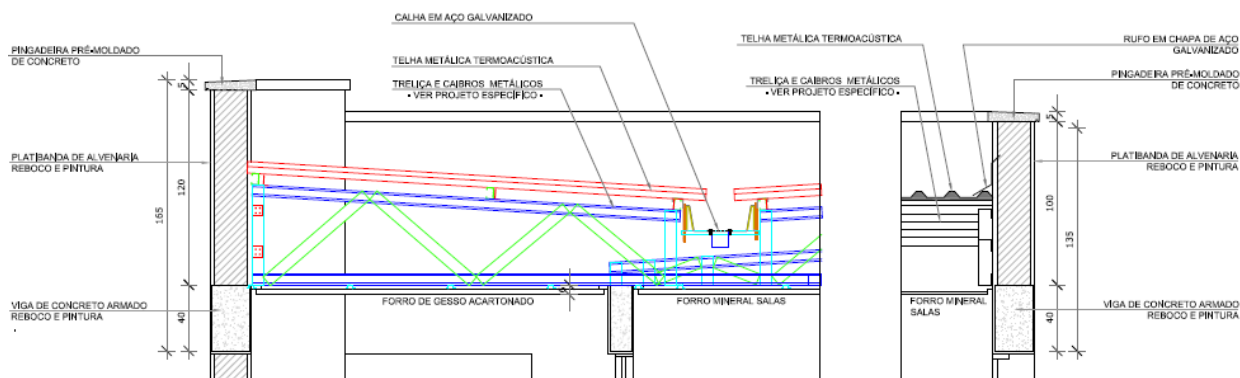 CALHA EM AÇO GALVANIZADO
PINGADEIRA PRÉ-MOLDADO
DE CONCRETO
TELHA METÁLICA TERMOACÚSTICA
TRELIÇA E CAIBROS METÁLICOS
• VER PROJETO ESPECÍFICO •
PLATIBANDA DE ALVENARIA
REBOCO E PINTURA
VIGA DE CONCRETO ARMADO
REBOCO E PINTURA
5
120
165
40
FORRO DE GESSO ACARTONADO
FORRO MINERAL SALAS
TELHA METÁLICA TERMOACÚSTICA
TRELIÇA E CAIBROS METÁLICOS
• VER PROJETO ESPECÍFICO •
RUFO EM CHAPA DE AÇO
GALVANIZADO
PINGADEIRA PRÉ-MOLDADO
DE CONCRETO
PLATIBANDA DE ALVENARIA
REBOCO E PINTURA
FORRO MINERAL
SALAS
VIGA DE CONCRETO ARMADO
REBOCO E PINTURA
5
100
135
40